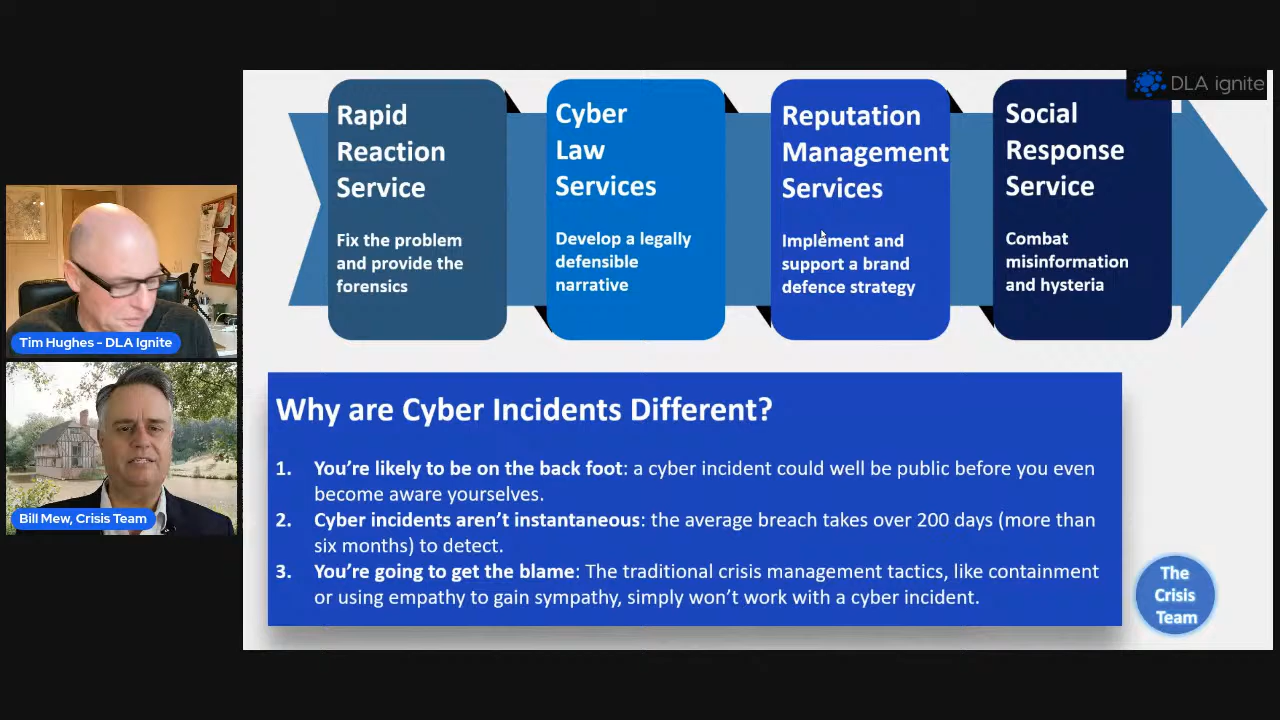 DLA ignite
Rapid
Reaction
Service
Fix the problem
and provide the
forensics
Cyber
Law
Services
Develop a legally
defensible
narrative
Reputation
Management
Services
Implement and
support a brand
defence strategy
Social
Response
Service
Combat
misinformation
and hysteria
Tim Hughes - DLA Ignite
Bill Mew, Crisis Team
Why are Cyber Incidents Different?
1. You’re likely to be on the back foot: a cyber incident could well be public before you even
become aware yourselves.
2. Cyber incidents aren’t instantaneous: the average breach takes over 200 days (more than
six months) to detect.
3. You’re going to get the blame: The traditional crisis management tactics, like containment
or using empathy to gain sympathy, simply won’t work with a cyber incident.
The
Crisis
Team